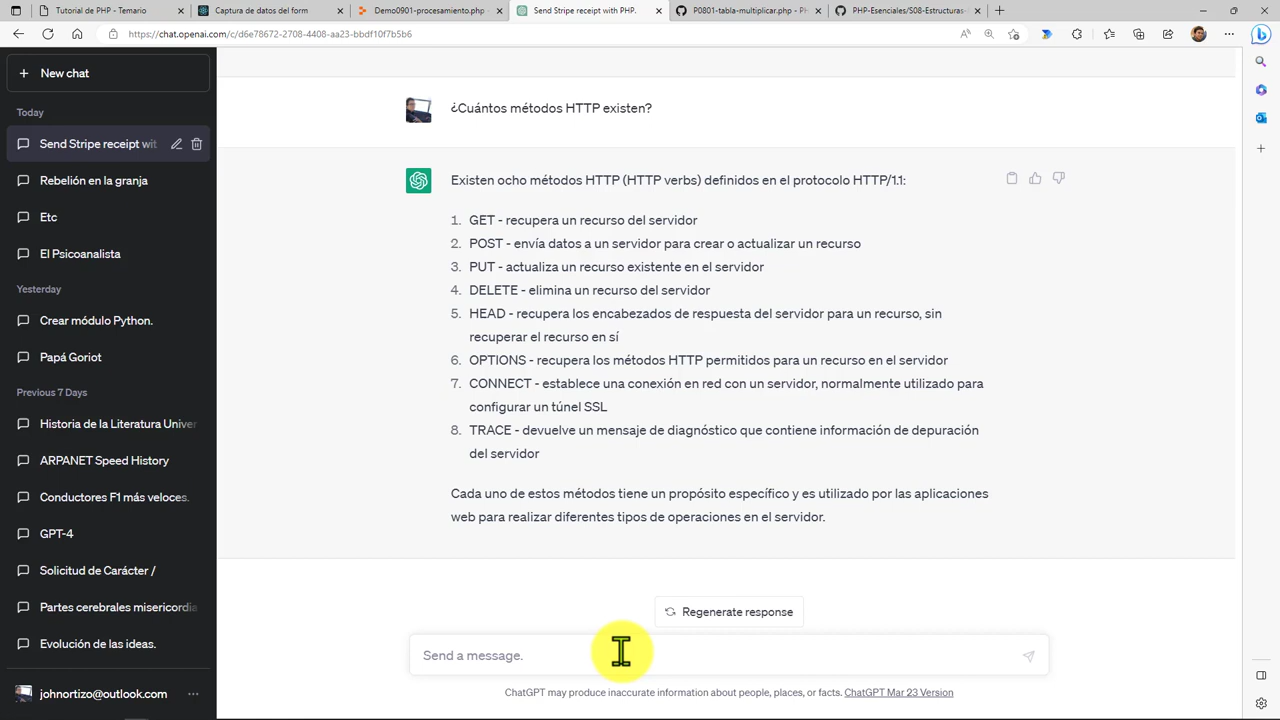 Tutorial de PHP - Temario
Captura de datos del form
Demo0901-procesamiento.php
Send Stripe receipt with PHP.
P0801-tabla-multiplicar.php - PH
PHP-Esenciales/S08-Estructuras-
https://chat.openai.com/c/d6e78672-2708-4408-aa23-bbdf10f7b5b6
New chat
Today
Send Stripe receipt wit
Rebelión en la granja
Etc
El Psicoanalista
Yesterday
Crear módulo Python.
Papá Goriot
Previous 7 Days
Historia de la Literatura Univer
ARPANET Speed History
Conductores F1 más veloces.
GPT-4
Solicitud de Carácter /
Partes cerebrales misericordia
Evolución de las ideas.
johnortizo@outlook.com
¿Cuántos métodos HTTP existen?
Existen ocho métodos HTTP (HTTP verbs) definidos en el protocolo HTTP/1.1:
1. GET - recupera un recurso del servidor
2. POST - envía datos a un servidor para crear o actualizar un recurso
3. PUT - actualiza un recurso existente en el servidor
4. DELETE - elimina un recurso del servidor
5. HEAD - recupera los encabezados de respuesta del servidor para un recurso, sin
recuperar el recurso en sí
6. OPTIONS - recupera los métodos HTTP permitidos para un recurso en el servidor
7. CONNECT - establece una conexión en red con un servidor, normalmente utilizado para
configurar un túnel SSL
8. TRACE - devuelve un mensaje de diagnóstico que contiene información de depuración
del servidor
Cada uno de estos métodos tiene un propósito específico y es utilizado por las aplicaciones
web para realizar diferentes tipos de operaciones en el servidor.
Regenerate response
Send a message.
ChatGPT may produce inaccurate information about people, places, or facts. ChatGPT Mar 23 Version